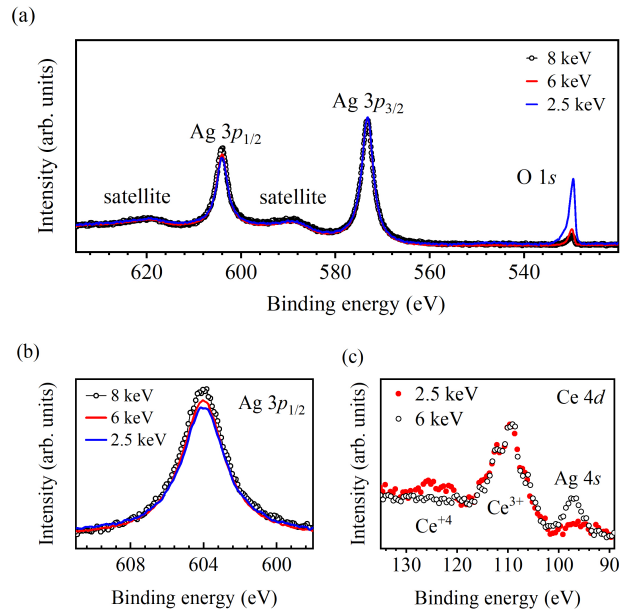 (a)
Intensity (arb. units)
Ag 3p1/2
Ag 3p3/2
8 keV
6 keV
2.5 keV
satellite
satellite
O 1s
620
600
580
560
540
Binding energy (eV)
(b)
Intensity (arb. units)
8 keV
6 keV
2.5 keV
Ag 3p1/2
608
604
600
Binding energy (eV)
(c)
Intensity (arb. units)
2.5 keV
6 keV
Ce 4d
Ag 4s
Ce+4
Ce3+
130
120
110
100
90
Binding energy (eV)